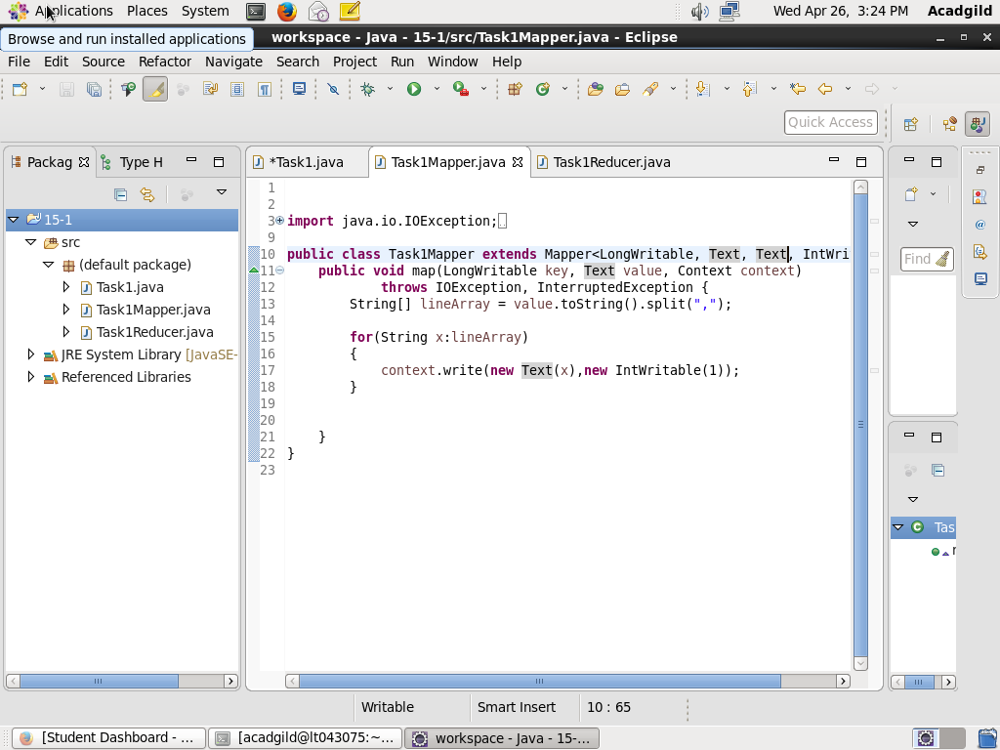 Applications Places System Wed Apr 26, 3:24 PM Acadgild
Browse and run installed applications
workspace - Java - 15-1/src/Task1Mapper.java - Eclipse
File Edit Source Refactor Navigate Search Project Run Window Help
Quick Access
Packag Type H
*Task1.java Task1Mapper.java Task1Reducer.java
15-1
src
(default package)
Task1.java
Task1Mapper.java
Task1Reducer.java
JRE System Library [JavaSE-
Referenced Libraries
1
2
3 import java.io.IOException;
9
10 public class Task1Mapper extends Mapper<LongWritable, Text, Text, IntWri
11 public void map(LongWritable key, Text value, Context context)
12 throws IOException, InterruptedException {
13 String[] lineArray = value.toString().split(",");
14
15 for(String x:lineArray)
16 {
17 context.write(new Text(x),new IntWritable(1));
18 }
19
20
21 }
22 }
23
Find
Tas
Writable Smart Insert 10 : 65
[Student Dashboard - ... [acadgild@lt043075:~... workspace - Java - 15-...